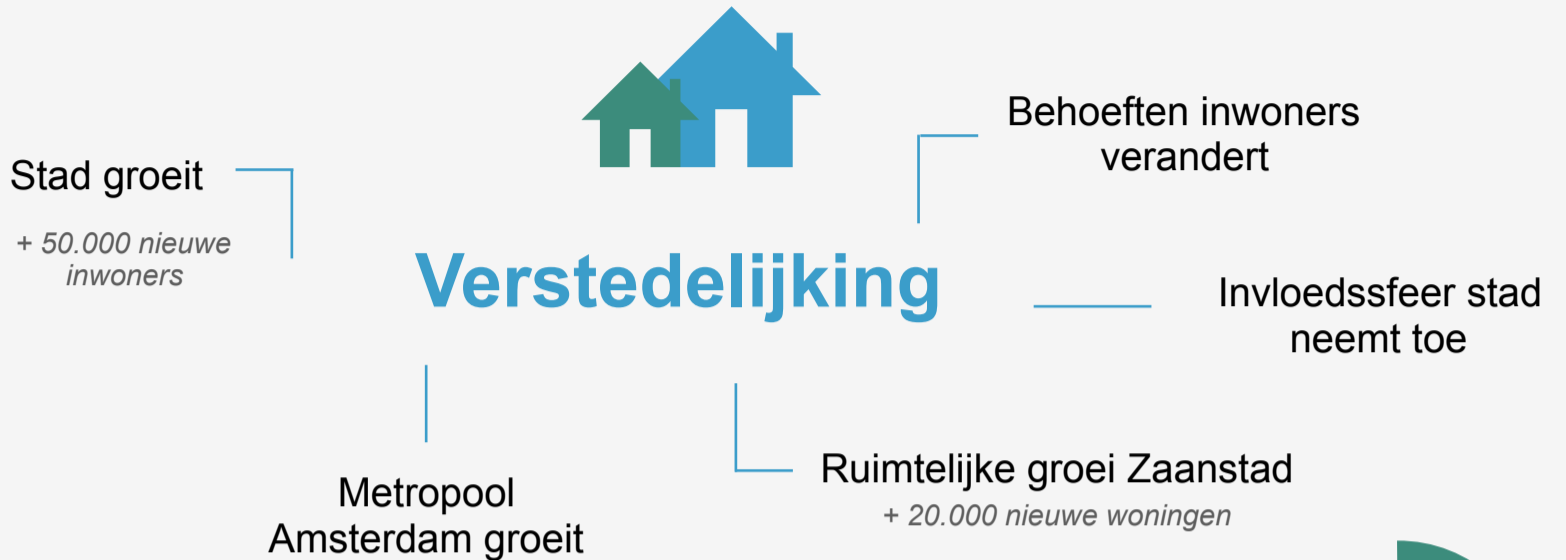 Stad groeit
+ 50.000 nieuwe
inwoners
Behoeften inwoners
verandert
Verstedelijking
Invloedssfeer stad
neemt toe
Metropool
Amsterdam groeit
Ruimtelijke groei Zaanstad
+ 20.000 nieuwe woningen